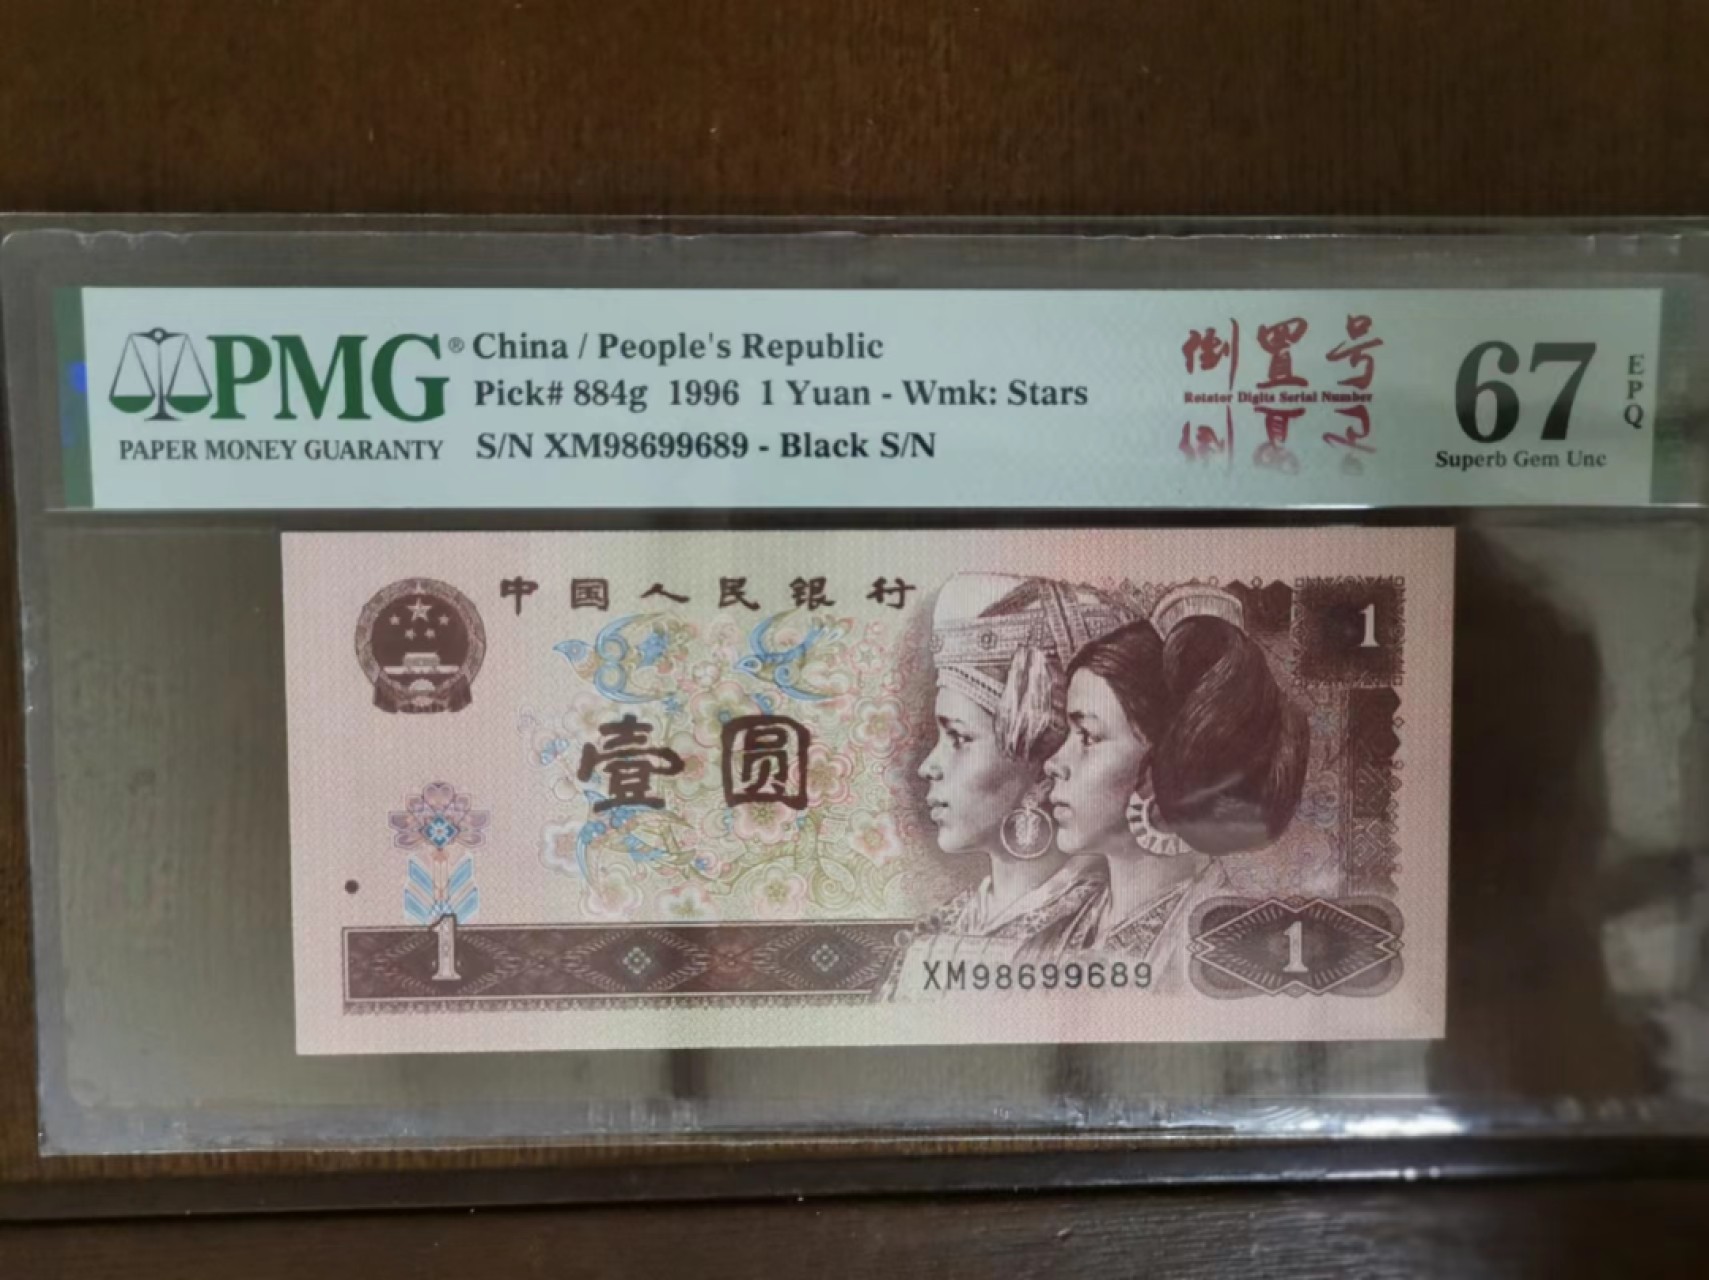 PMG® China / People's Republic
Pick# 884g 1996 1 Yuan - Wmk: Stars
PAPER MONEY GUARANTY S/N XM98699689 - Black S/N
倒置号
Rotator Digits Serial Number
67 EPQ
Superb Gem Unc
中国人民银行
1
壹圆
1
XM98699689
1